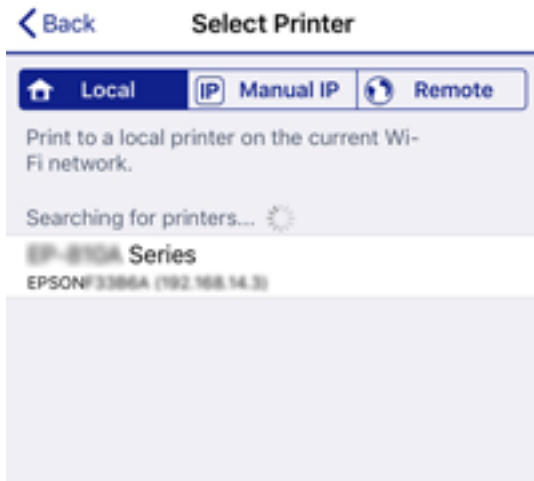 Back Select Printer
Local IP Manual IP Remote
Print to a local printer on the current Wi-
Fi network.
Searching for printers...
Series
EPSON